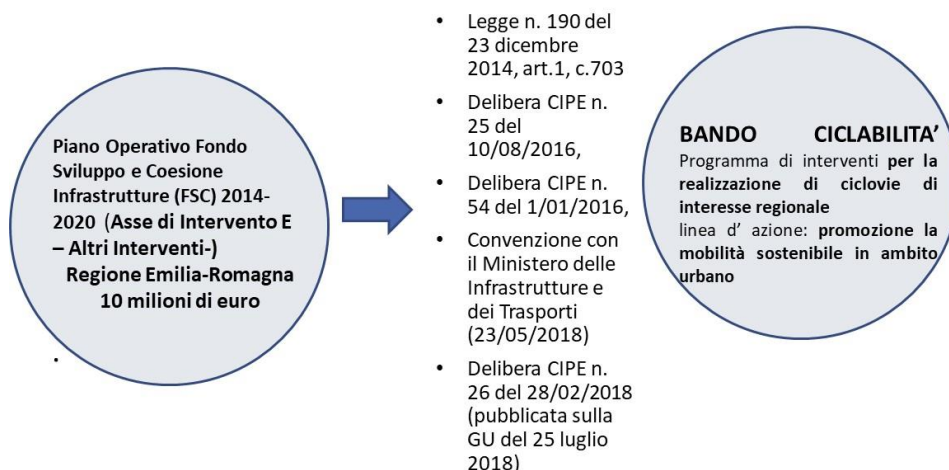 Piano Operativo Fondo
Sviluppo e Coesione
Infrastrutture (FSC) 2014-
2020 (Asse di Intervento E
– Altri Interventi-)
Regione Emilia-Romagna
10 milioni di euro
.
• Legge n. 190 del
23 dicembre
2014, art.1, c.703
• Delibera CIPE n.
25 del
10/08/2016,
• Delibera CIPE n.
54 del 1/01/2016,
• Convenzione con
il Ministero delle
Infrastrutture e
dei Trasporti
(23/05/2018)
• Delibera CIPE n.
26 del 28/02/2018
(pubblicata sulla
GU del 25 luglio
2018)
BANDO CICLABILITA’
Programma di interventi per la
realizzazione di ciclovie di
interesse regionale
linea d’ azione: promozione la
mobilità sostenibile in ambito
urbano